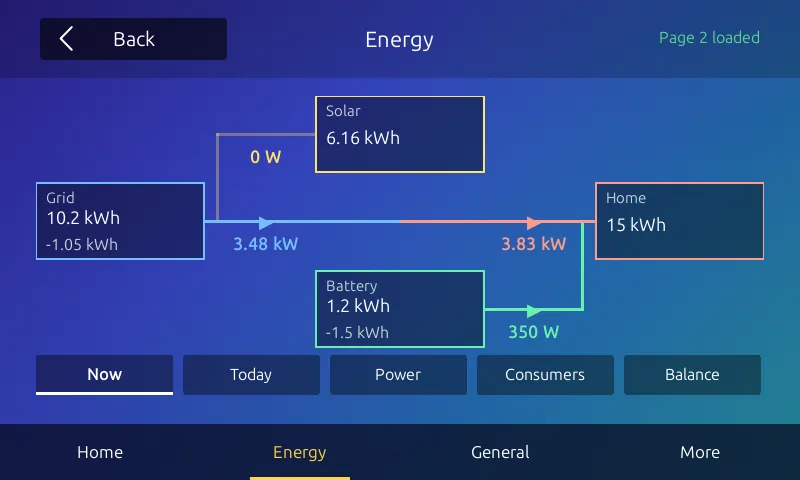 Back
Energy
Page 2 loaded
Solar
6.16 kWh
0 W
Grid
10.2 kWh
-1.05 kWh
3.48 kW
3.83 kW
Home
15 kWh
Battery
1.2 kWh
-1.5 kWh
350 W
Now
Today
Power
Consumers
Balance
Home
Energy
General
More